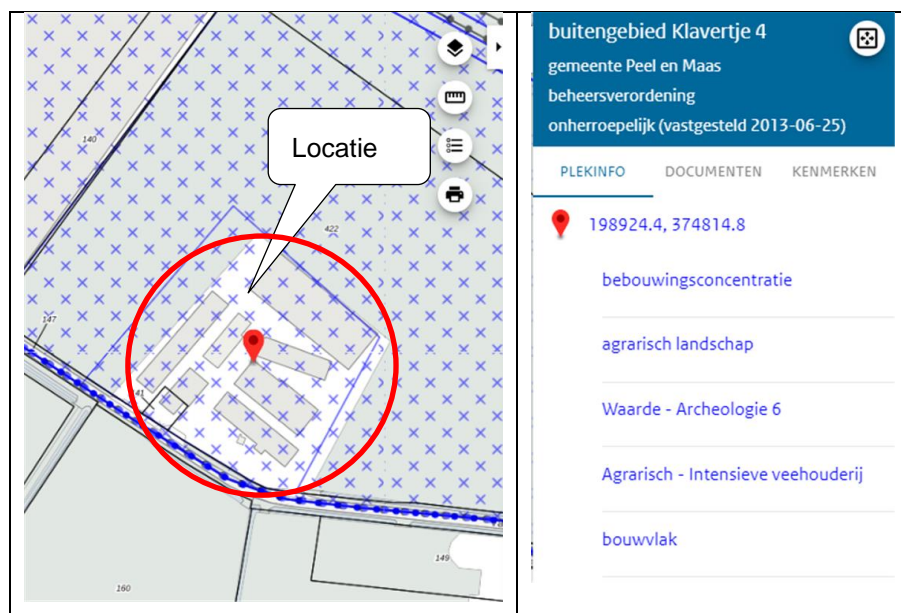 140
Locatie
422
147
41
149
160
buitengebied Klavertje 4
gemeente Peel en Maas
beheersverordening
onherroepelijk (vastgesteld 2013-06-25)
PLEKINFO DOCUMENTEN KENMERKEN
198924.4, 374814.8
bebouwingsconcentratie
agrarisch landschap
Waarde - Archeologie 6
Agrarisch - Intensieve veehouderij
bouwvlak